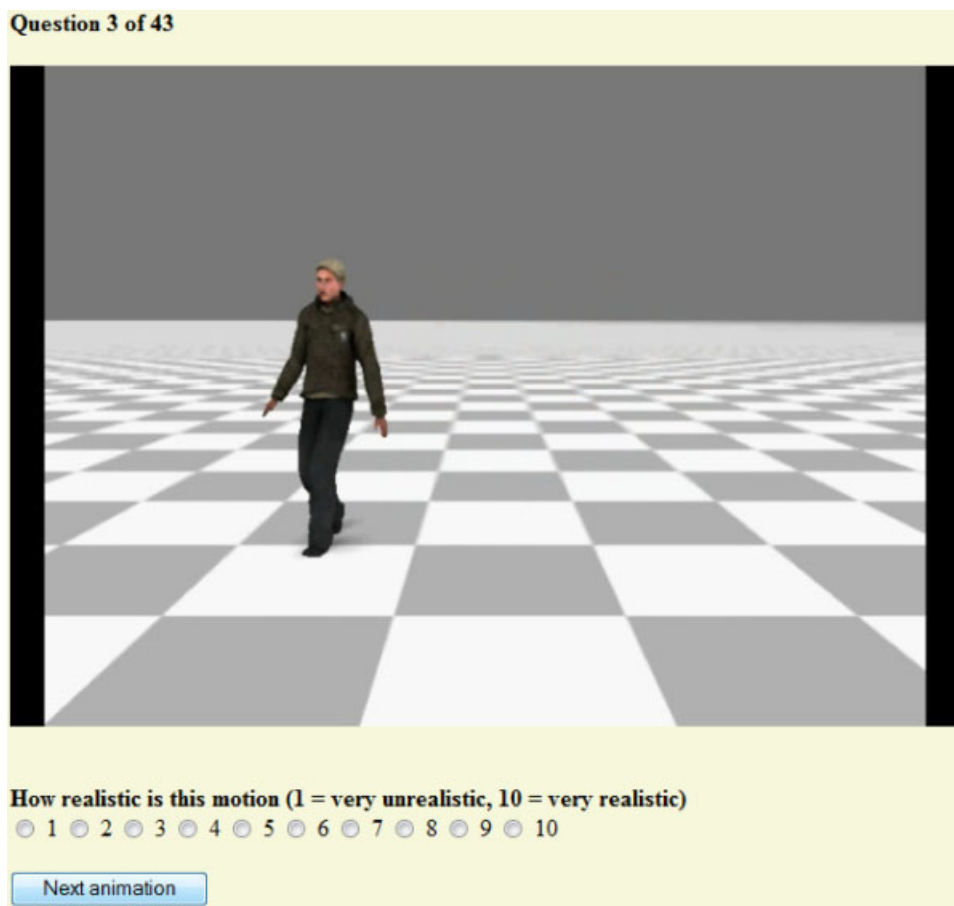 Question 3 of 43
How realistic is this motion (1 = very unrealistic, 10 = very realistic)
1 2 3 4 5 6 7 8 9 10
Next animation